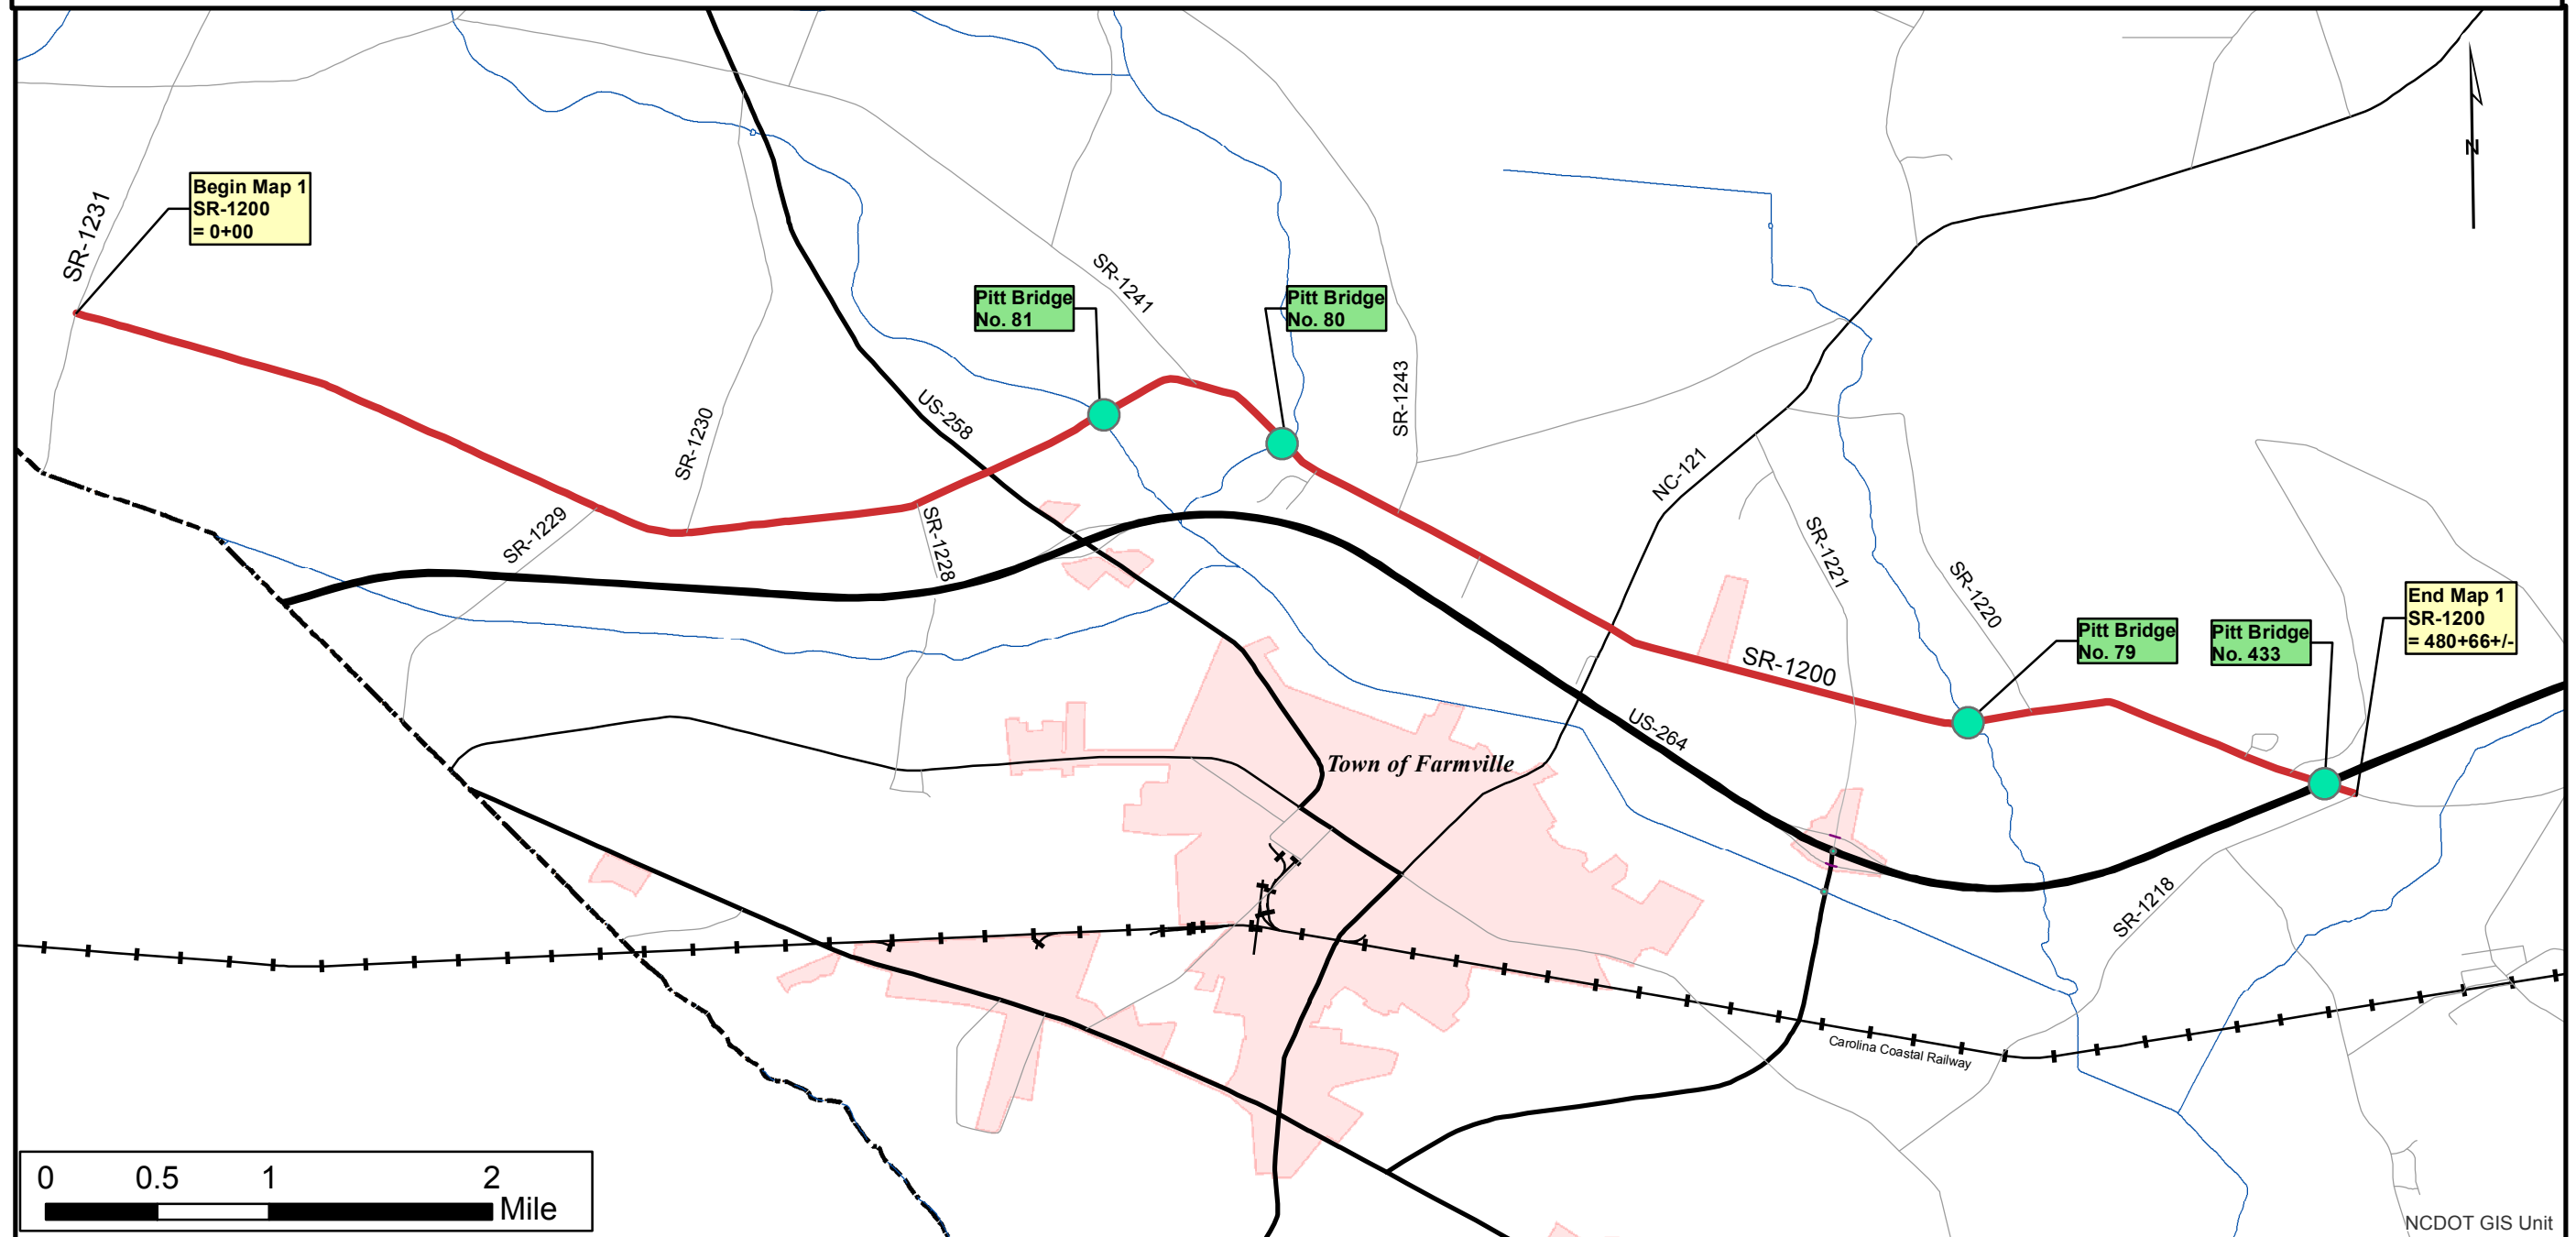 SR-1231
Begin Map 1
SR-1200
= 0+00
N
SR-1241
Pitt Bridge
No. 81
Pitt Bridge
No. 80
SR-1243
US-258
SR-1230
NC-121
SR-1229
SR-1228
SR-1221
SR-1220
End Map 1
SR-1200
= 480+66+/-
Pitt Bridge
No. 79
Pitt Bridge
No. 433
SR-1200
US-264
Town of Farmville
SR-1218
Carolina Coastal Railway
0 0.5 1 2
Mile
NCDOT GIS Unit